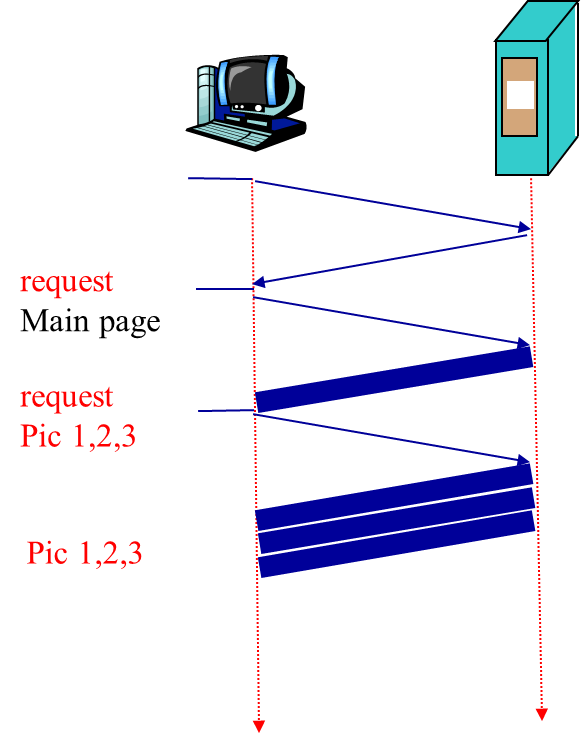 request
Main page
request
Pic 1,2,3
Pic 1,2,3